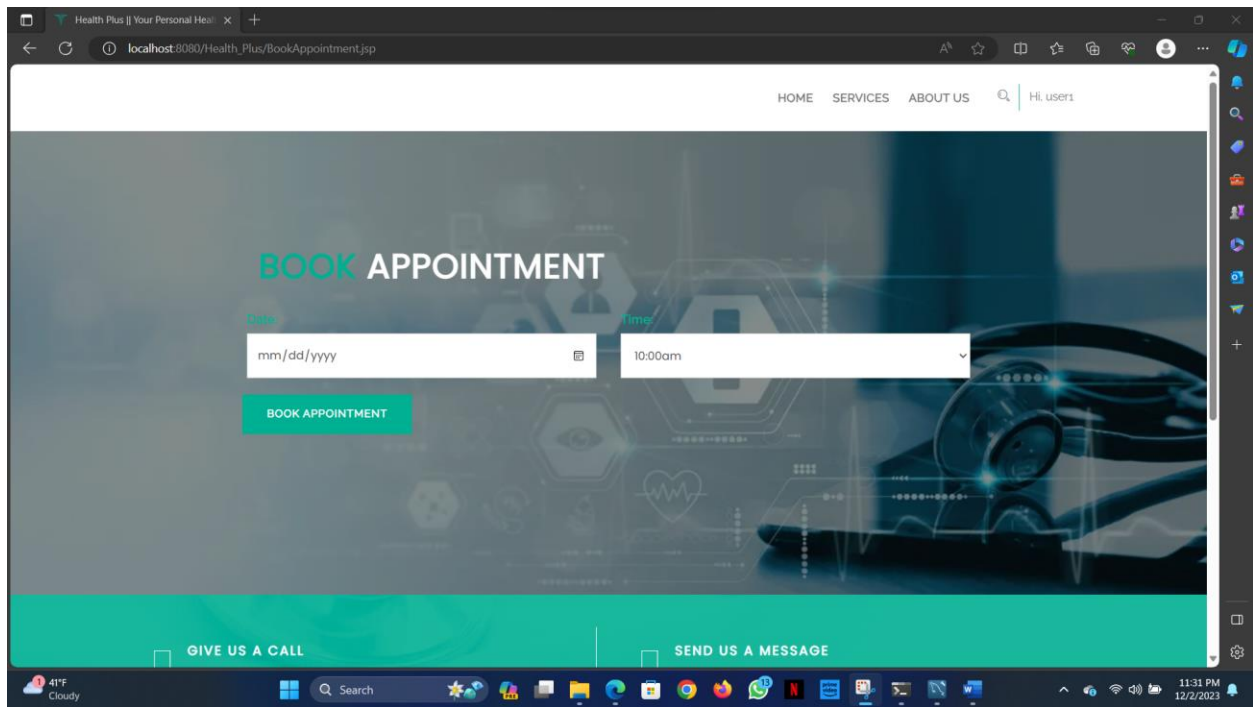 Health Plus || Your Personal Heal
localhost:8080/Health_Plus/BookAppointment.jsp
HOME SERVICES ABOUT US Hi, user1
BOOK APPOINTMENT
Date: Time:
mm/dd/yyyy 10:00am
BOOK APPOINTMENT
GIVE US A CALL SEND US A MESSAGE
1 41°F
Cloudy
Search
13
11:31 PM
12/2/2023